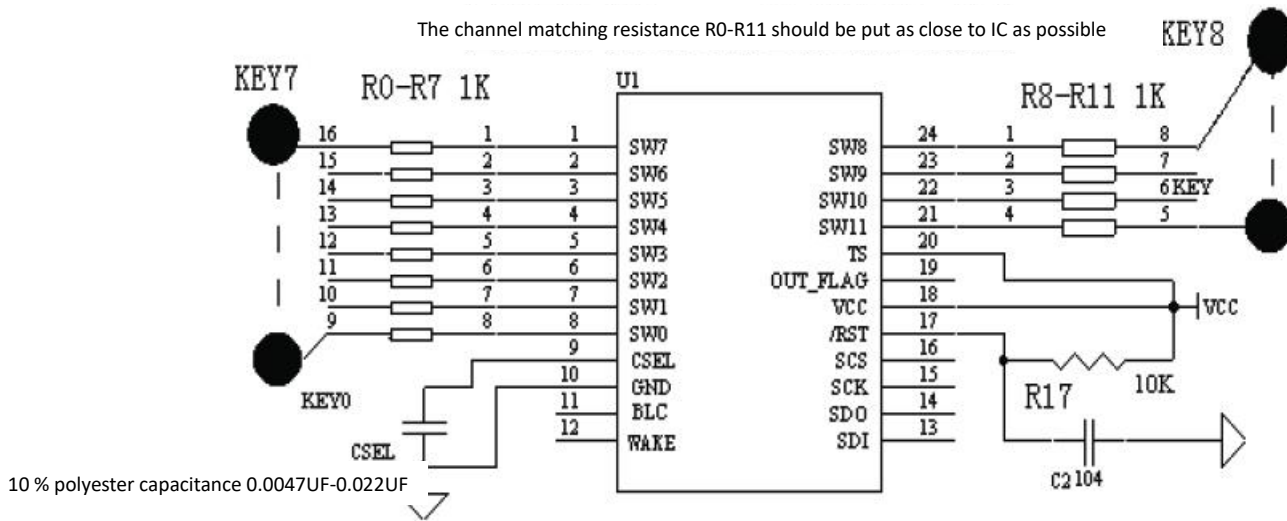 The channel matching resistance R0-R11 should be put as close to IC as possible
KEY8
KEY7
R0-R7 1K
U1
R8-R11 1K
16 1 1 SW7 SW8 24 1 8
15 2 2 SW6 SW9 23 2 7
14 3 3 SW5 SW10 22 3 6 KEY
13 4 4 SW4 SW11 21 4 5
12 5 5 SW3 TS 20
11 6 6 SW2 OUT_FLAG 19
10 7 7 SW1 VCC 18 VCC
9 8 8 SW0 /RST 17
9 CSEL SCS 16
10 GND SCK 15
KEY0
R17
10K
11 BLC SDO 14
12 WAKE SDI 13
CSEL
C2 104
10 % polyester capacitance 0.0047UF-0.022UF